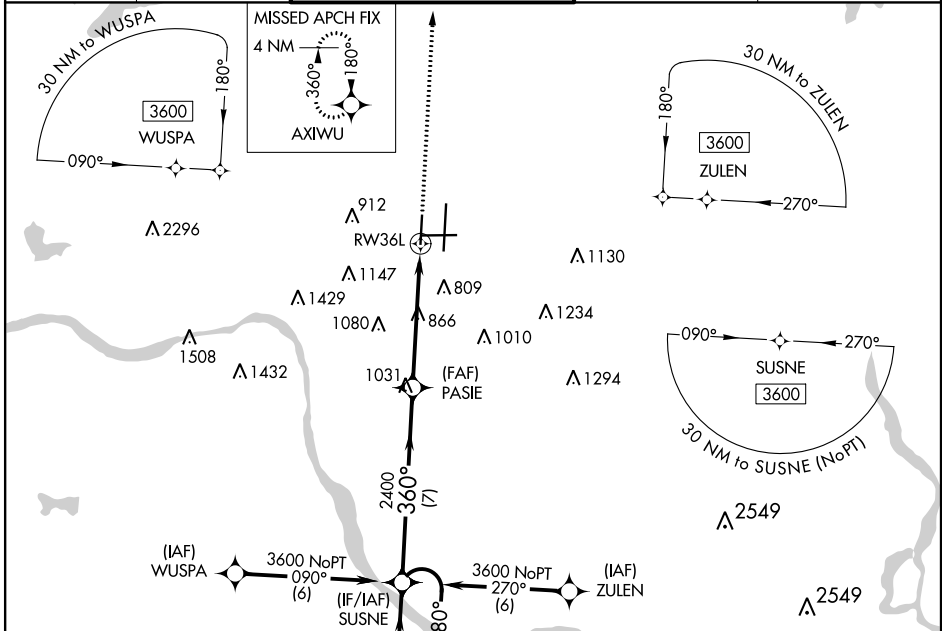 MISSED APCH FIX
4 NM
360°
180°
AXIWU
30 NM to WUSPA
180°
3600
WUSPA
090°
30 NM to ZULEN
180°
3600
ZULEN
270°
912
2296
RW36L
1130
1147
809
1429
1234
1080
866
1010
1508
1432
090°
270°
SUSNE
3600
30 NM to SUSNE (NoPT)
1031
(FAF)
PASIE
1294
2400
360°
(7)
2549
(IAF)
WUSPA
3600 NoPT
090°
(6)
3600 NoPT
270°
(6)
(IAF)
ZULEN
(IF/IAF)
SUSNE
80°
2549